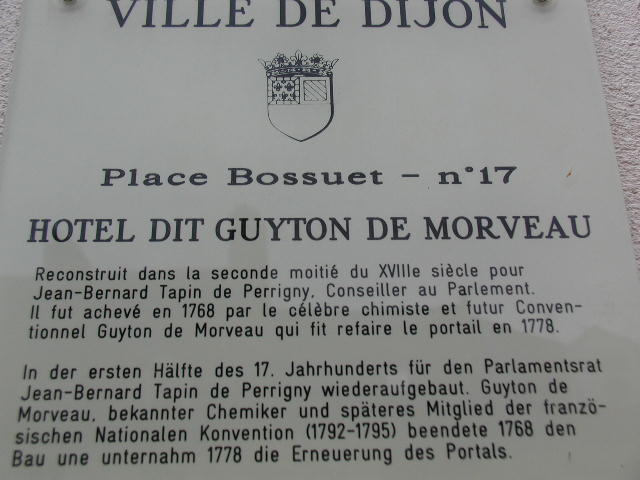 VILLE DE DIJON
Place Bossuet – n°17
HOTEL DIT GUYTON DE MORVEAU
Reconstruit dans la seconde moitié du XVIIIe siècle pour
Jean-Bernard Tapin de Perrigny, Conseiller au Parlement.
Il fut achevé en 1768 par le célèbre chimiste et futur Conven-
tionnel Guyton de Morveau qui fit refaire le portail en 1778.
In der ersten Hälfte des 17. Jahrhunderts für den Parlamentsrat
Jean-Bernard Tapin de Perrigny wiederaufgebaut. Guyton de
Morveau, bekannter Chemiker und späteres Mitglied der franzö-
sischen Nationalen Konvention (1792-1795) beendete 1768 den
Bau une unternahm 1778 die Erneuerung des Portals.